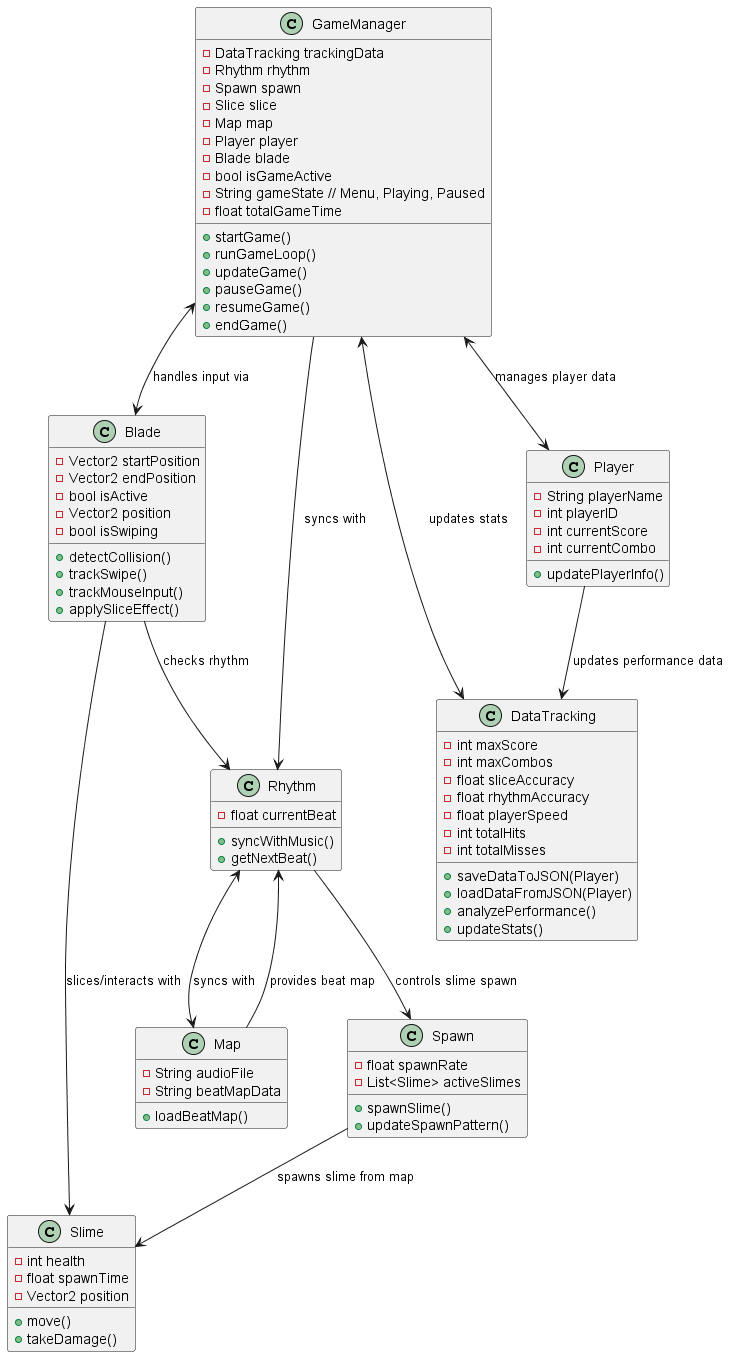 C GameManager
DataTracking trackingData
Rhythm rhythm
Spawn spawn
Slice slice
Map map
Player player
Blade blade
bool isGameActive
String gameState // Menu, Playing, Paused
float totalGameTime
startGame()
runGameLoop()
updateGame()
pauseGame()
resumeGame()
endGame()
handles input via
manages player data
C Blade
Vector2 startPosition
Vector2 endPosition
bool isActive
Vector2 position
bool isSwiping
detectCollision()
trackSwipe()
trackMouseInput()
applySliceEffect()
syncs with
updates stats
C Player
String playerName
int playerID
int currentScore
int currentCombo
updatePlayerInfo()
checks rhythm
updates performance data
C Rhythm
float currentBeat
syncWithMusic()
getNextBeat()
C DataTracking
int maxScore
int maxCombos
float sliceAccuracy
float rhythmAccuracy
float playerSpeed
int totalHits
int totalMisses
saveDataToJSON(Player)
loadDataFromJSON(Player)
analyzePerformance()
updateStats()
slices/interacts with
syncs with
provides beat map
controls slime spawn
C Map
String audioFile
String beatMapData
loadBeatMap()
C Spawn
float spawnRate
List<Slime> activeSlimes
spawnSlime()
updateSpawnPattern()
spawns slime from map
C Slime
int health
float spawnTime
Vector2 position
move()
takeDamage()